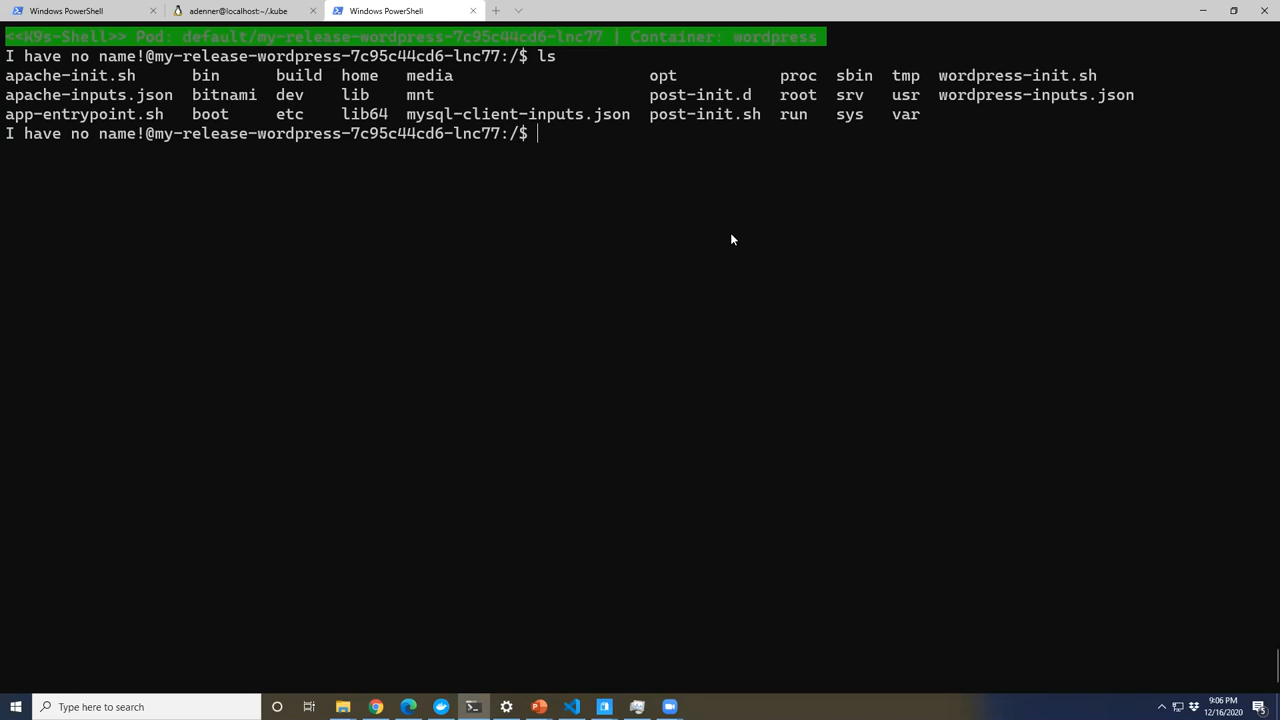 Windows PowerShell adenner@localhost:~/.kube Windows PowerShell
<<K9s-Shell>> Pod: default/my-release-wordpress-7c95c44cd6-lnc77 | Container: wordpress
I have no name!@my-release-wordpress-7c95c44cd6-lnc77:/$ ls
apache-init.sh bin build home media opt proc sbin tmp wordpress-init.sh
apache-inputs.json bitnami dev lib mnt post-init.d root srv usr wordpress-inputs.json
app-entrypoint.sh boot etc lib64 mysql-client-inputs.json post-init.sh run sys var
I have no name!@my-release-wordpress-7c95c44cd6-lnc77:/$
Type here to search
9:06 PM
12/16/2020